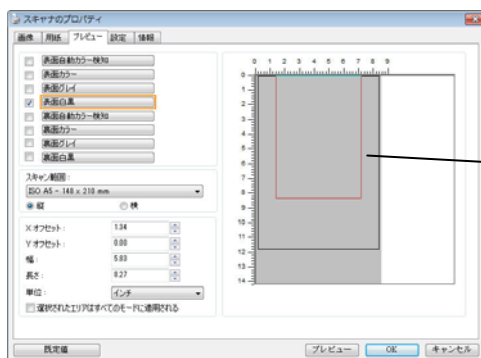 スキャナのプロパティ
画像 用紙 プレビュー 設定 情報
表面自動カラー検知
表面カラー
表面グレイ
表面白黒
裏面自動カラー検知
裏面カラー
裏面グレイ
裏面白黒
スキャン範囲:
ISO A5 - 148 x 210 mm
縦 横
X オフセット: 1.34
Y オフセット: 0.00
幅: 5.83
長さ: 8.27
単位: インチ
選択されたエリアはすべてのモードに適用される
0 1 2 3 4 5 6 7 8 9
0
1
2
3
4
5
6
7
8
9
10
11
12
13
14
既定値 プレビュー OK キャンセル